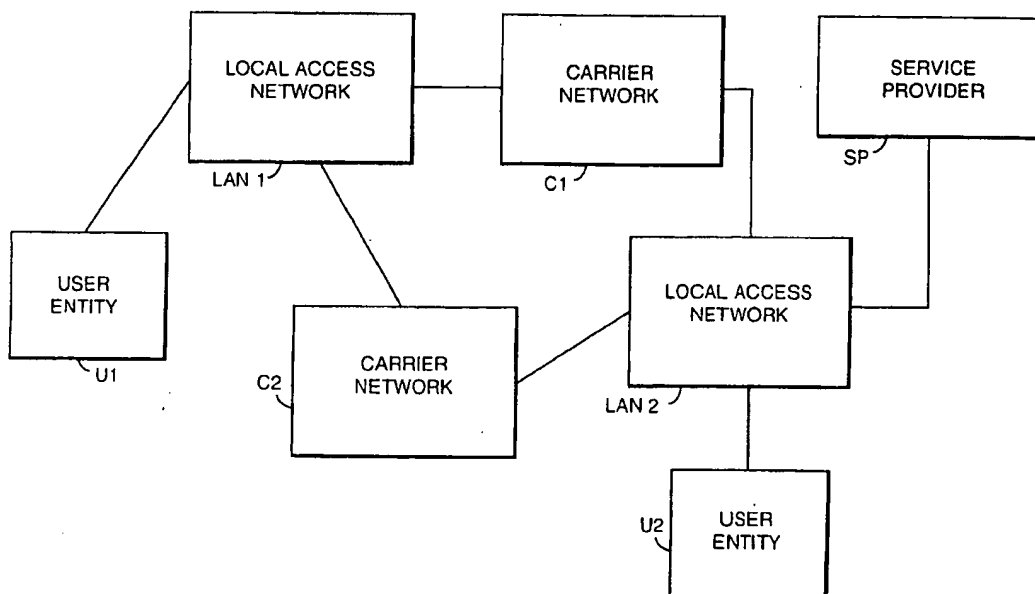 LOCAL ACCESS
NETWORK
LAN 1
CARRIER
NETWORK
C1
SERVICE
PROVIDER
SP
USER
ENTITY
U1
CARRIER
NETWORK
C2
LOCAL ACCESS
NETWORK
LAN 2
USER
ENTITY
U2